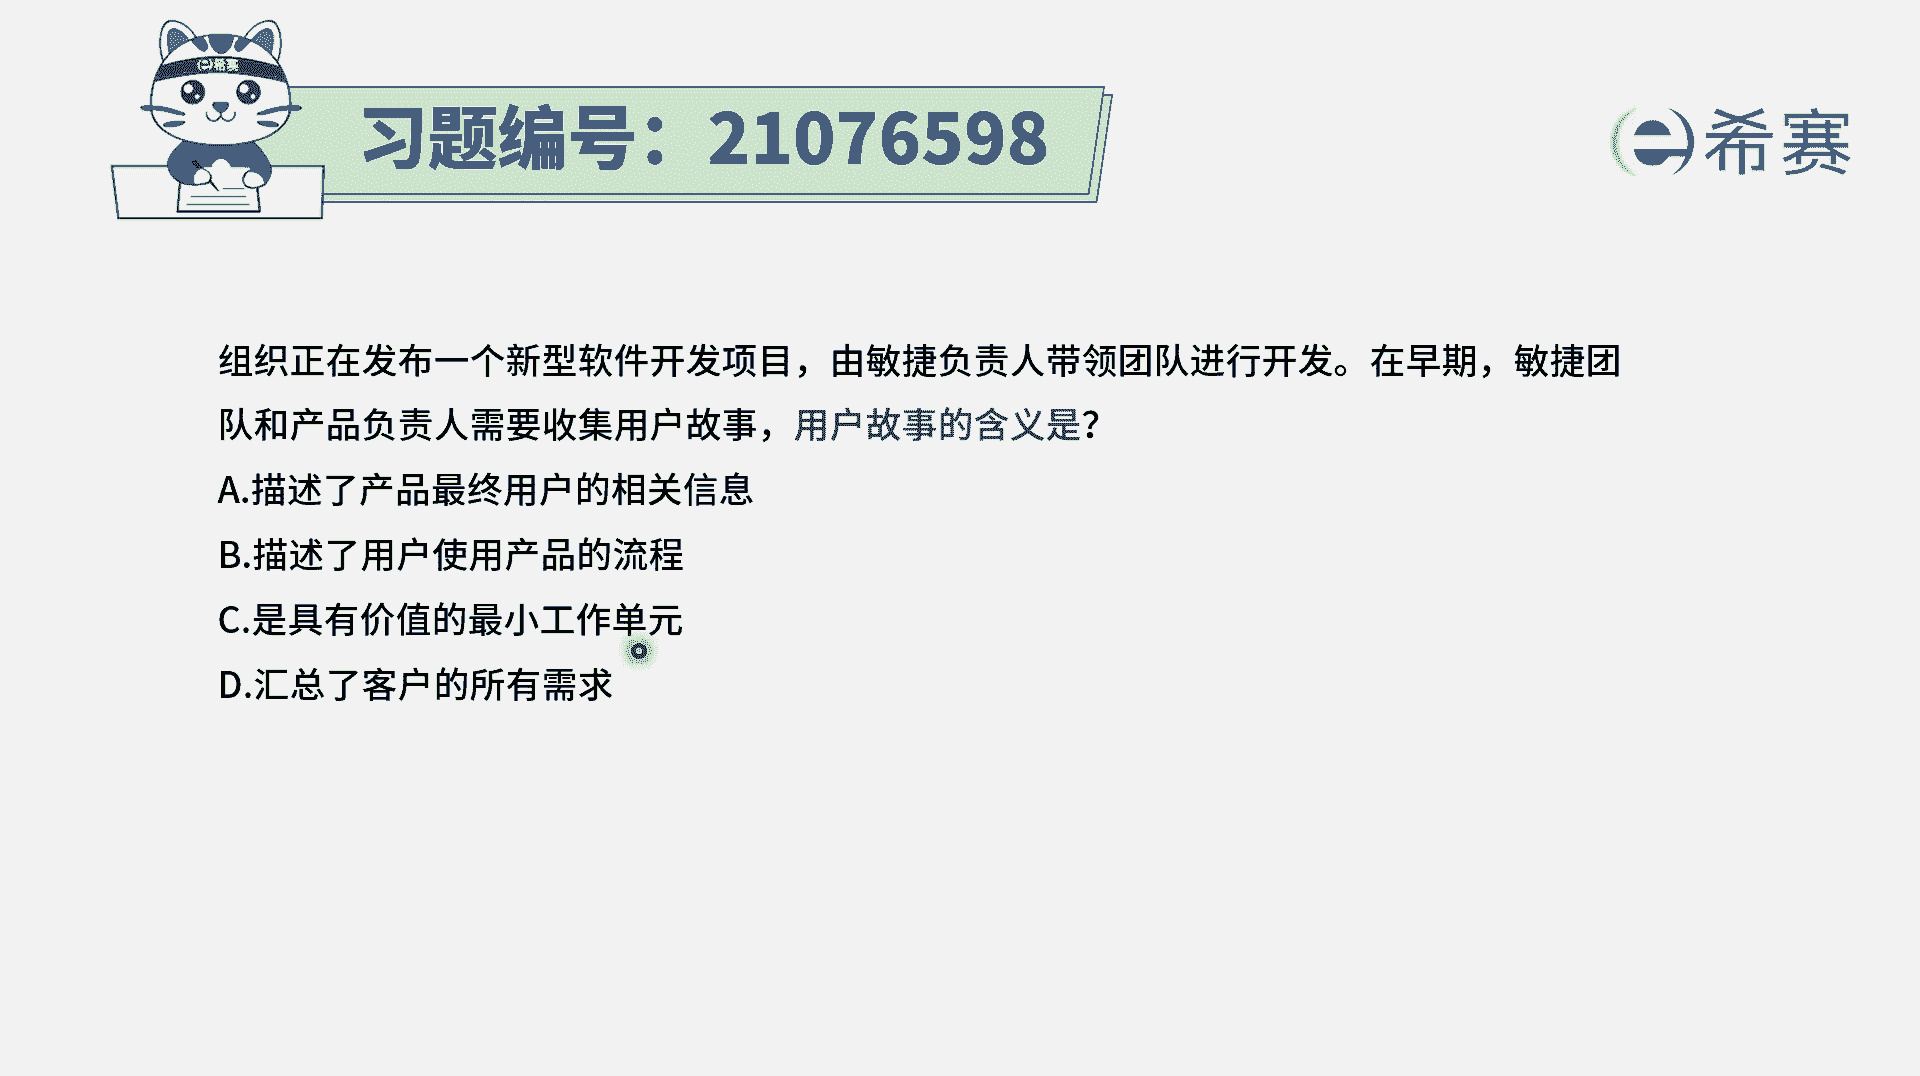 希赛
习题编号：21076598
希赛
组织正在发布一个新型软件开发项目，由敏捷负责人带领团队进行开发。在早期，敏捷团
队和产品负责人需要收集用户故事，用户故事的含义是？
A.描述了产品最终用户的相关信息
B.描述了用户使用产品的流程
C.是具有价值的最小工作单元
D.汇总了客户的所有需求